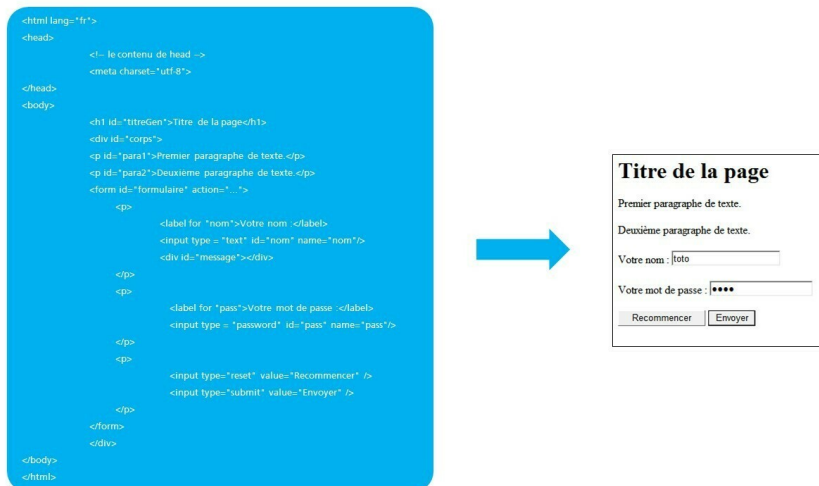 <html lang="fr">
<head>
<!-- le contenu de head -->
<meta charset="utf-8">
</head>
<body>
<h1 id="titreGen">Titre de la page</h1>
<div id="corps">
<p id="para1">Premier paragraphe de texte.</p>
<p id="para2">Deuxième paragraphe de texte.</p>
<form id="formulaire" action="...">
<p>
<label for "nom">Votre nom :</label>
<input type = "text" id="nom" name="nom"/>
<div id="message"></div>
</p>
<p>
<label for "pass">Votre mot de passe :</label>
<input type = "password" id="pass" name="pass"/>
</p>
<p>
<input type="reset" value="Recommencer" />
<input type="submit" value="Envoyer" />
</p>
</form>
</div>
</body>
</html>
Titre de la page
Premier paragraphe de texte.
Deuxième paragraphe de texte.
Votre nom : toto
Votre mot de passe : ••••
Recommencer Envoyer